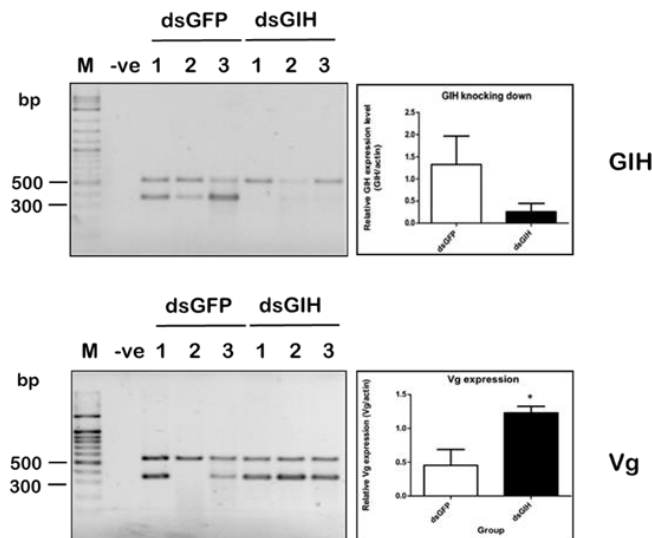 dsGFP dsGIH
M -ve 1 2 3 1 2 3
bp
500
300
GIH knocking down
Relative GIH expression level
(GIH/actin)
2.5
2.0
1.5
1.0
0.5
0.0
dsGFP
dsGIH
GIH
dsGFP dsGIH
M -ve 1 2 3 1 2 3
bp
500
300
Vg expression
Relative Vg expression (Vg/actin)
1.5
*
1.0
0.5
0.0
dsGFP
dsGIH
Group
Vg